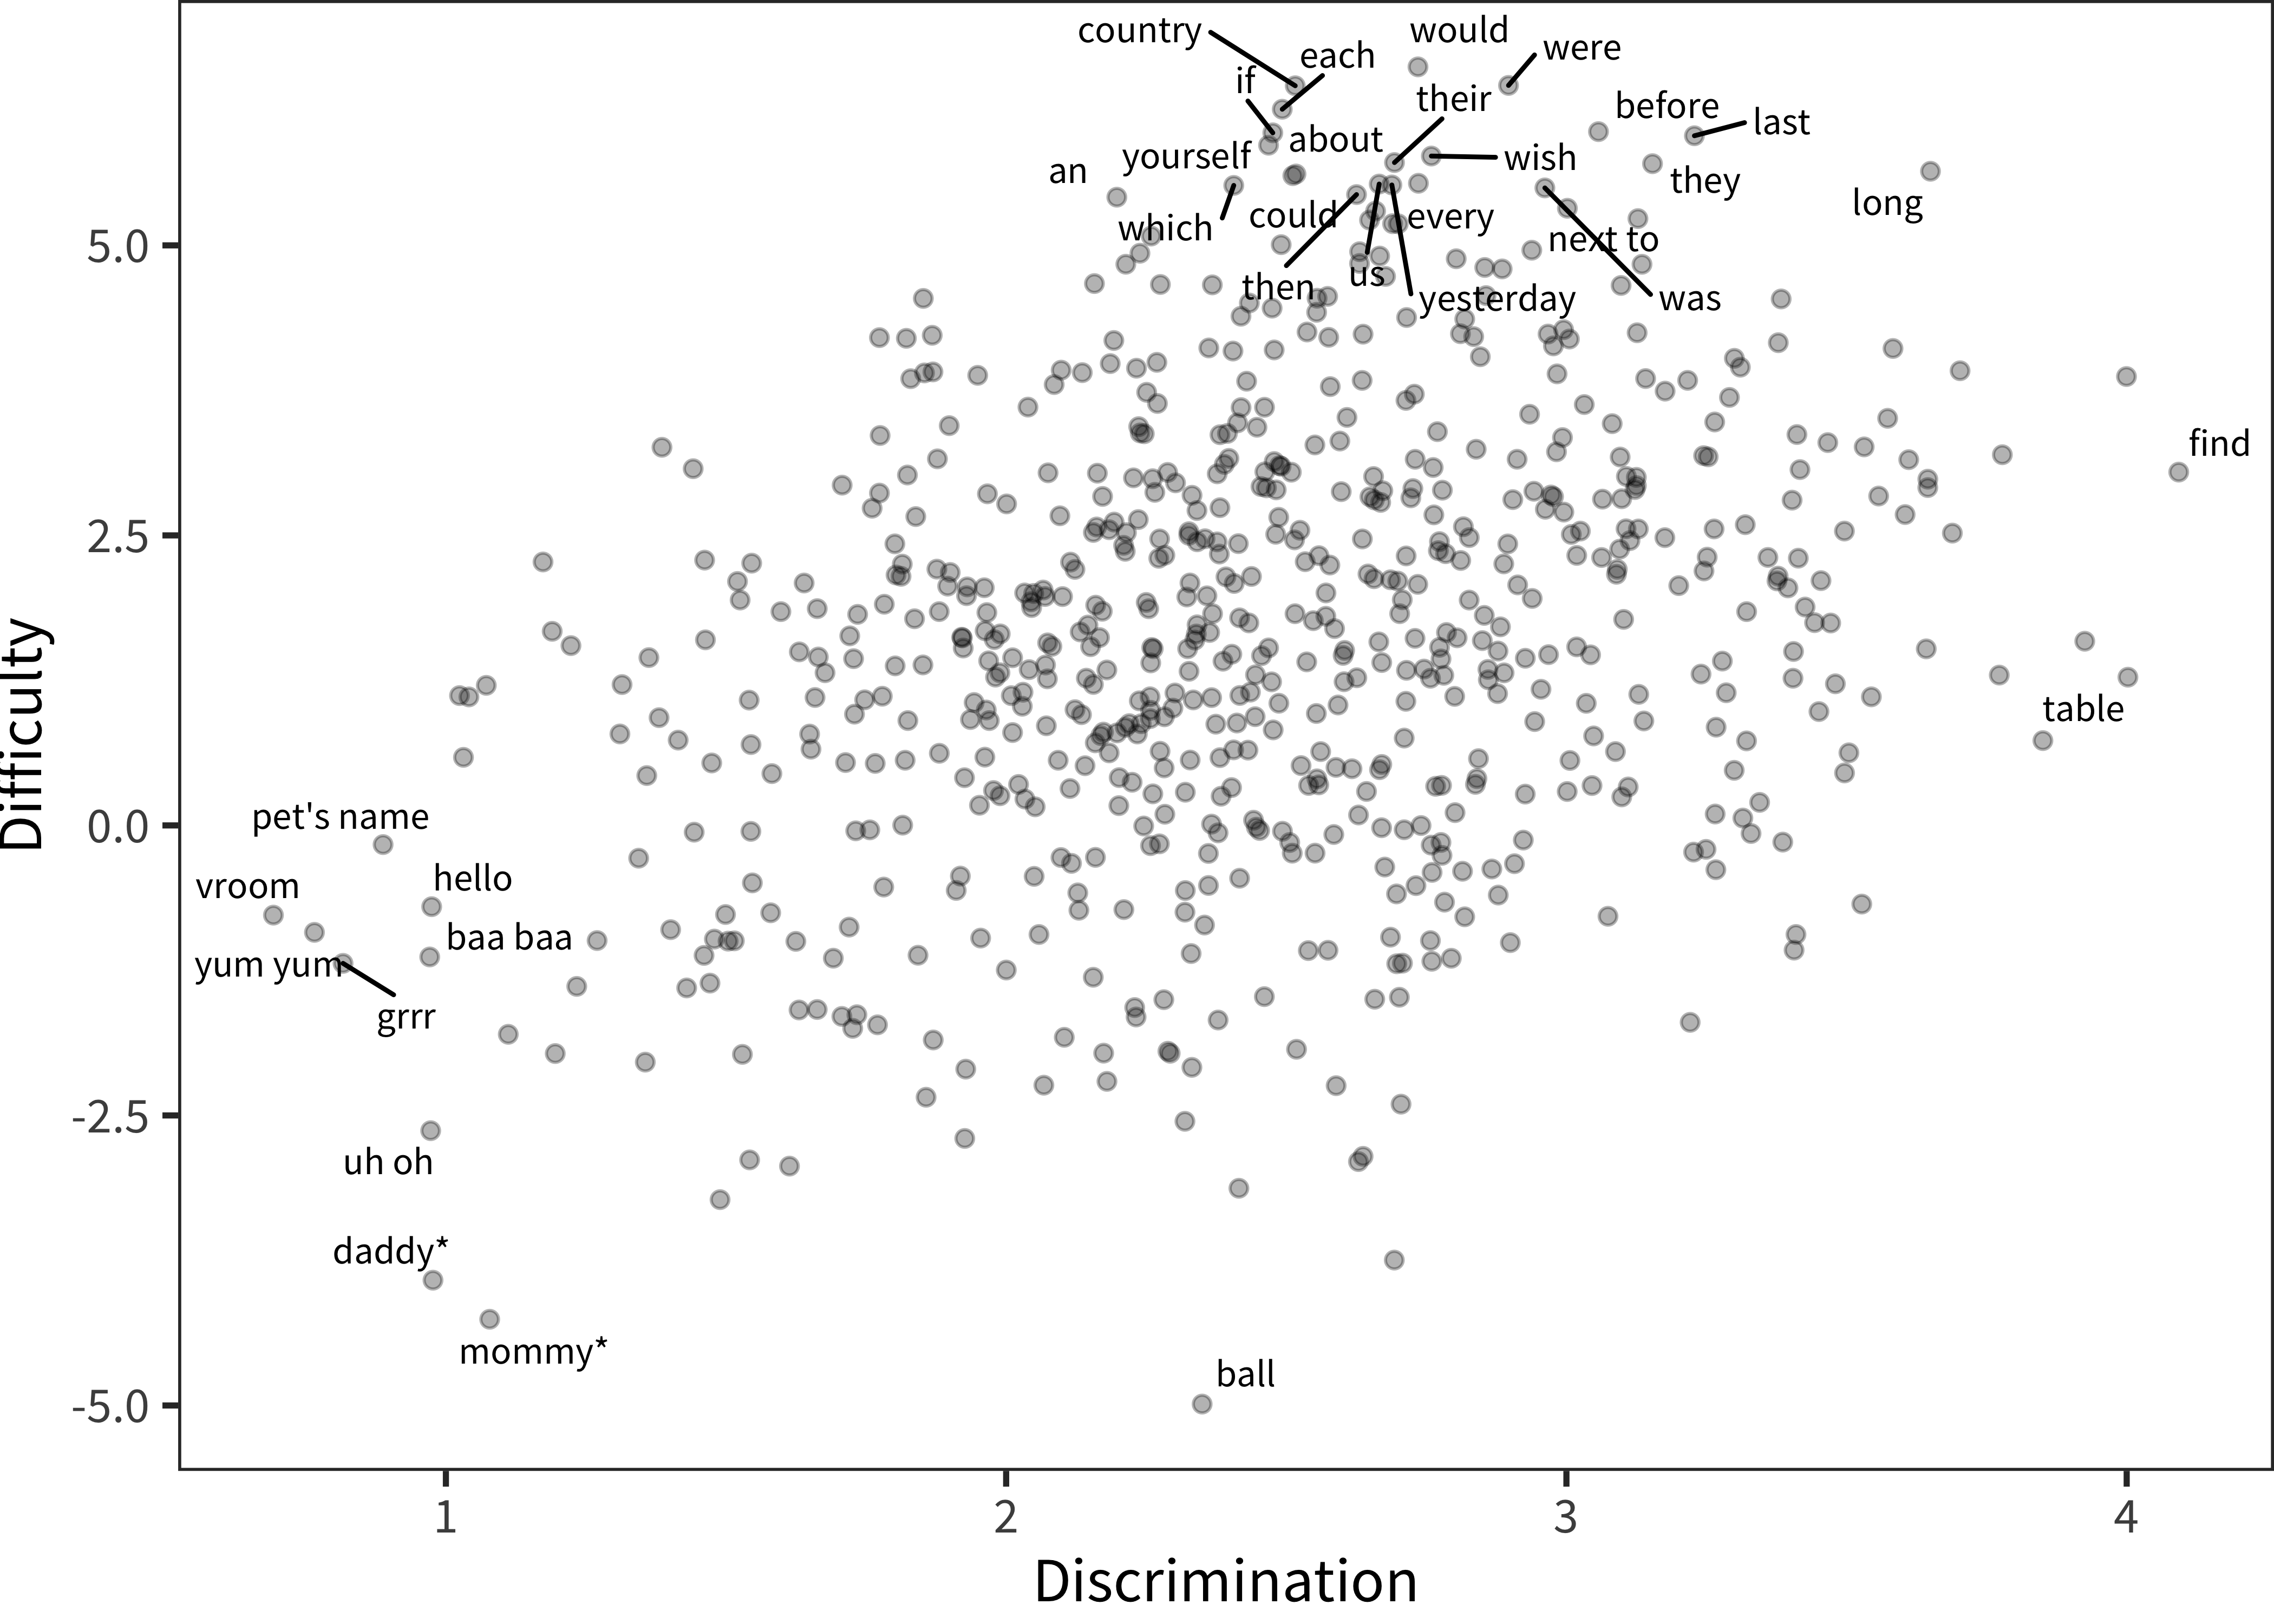 country
would
were
each
if
their
before
last
about
yourself
wish
an
they
long
which
could
every
next to
us
then
yesterday
was
find
table
pet's name
hello
vroom
baa baa
yum yum
grrr
uh oh
daddy*
mommy*
ball
5.0
2.5
0.0
-2.5
-5.0
Difficulty
1
2
3
4
Discrimination